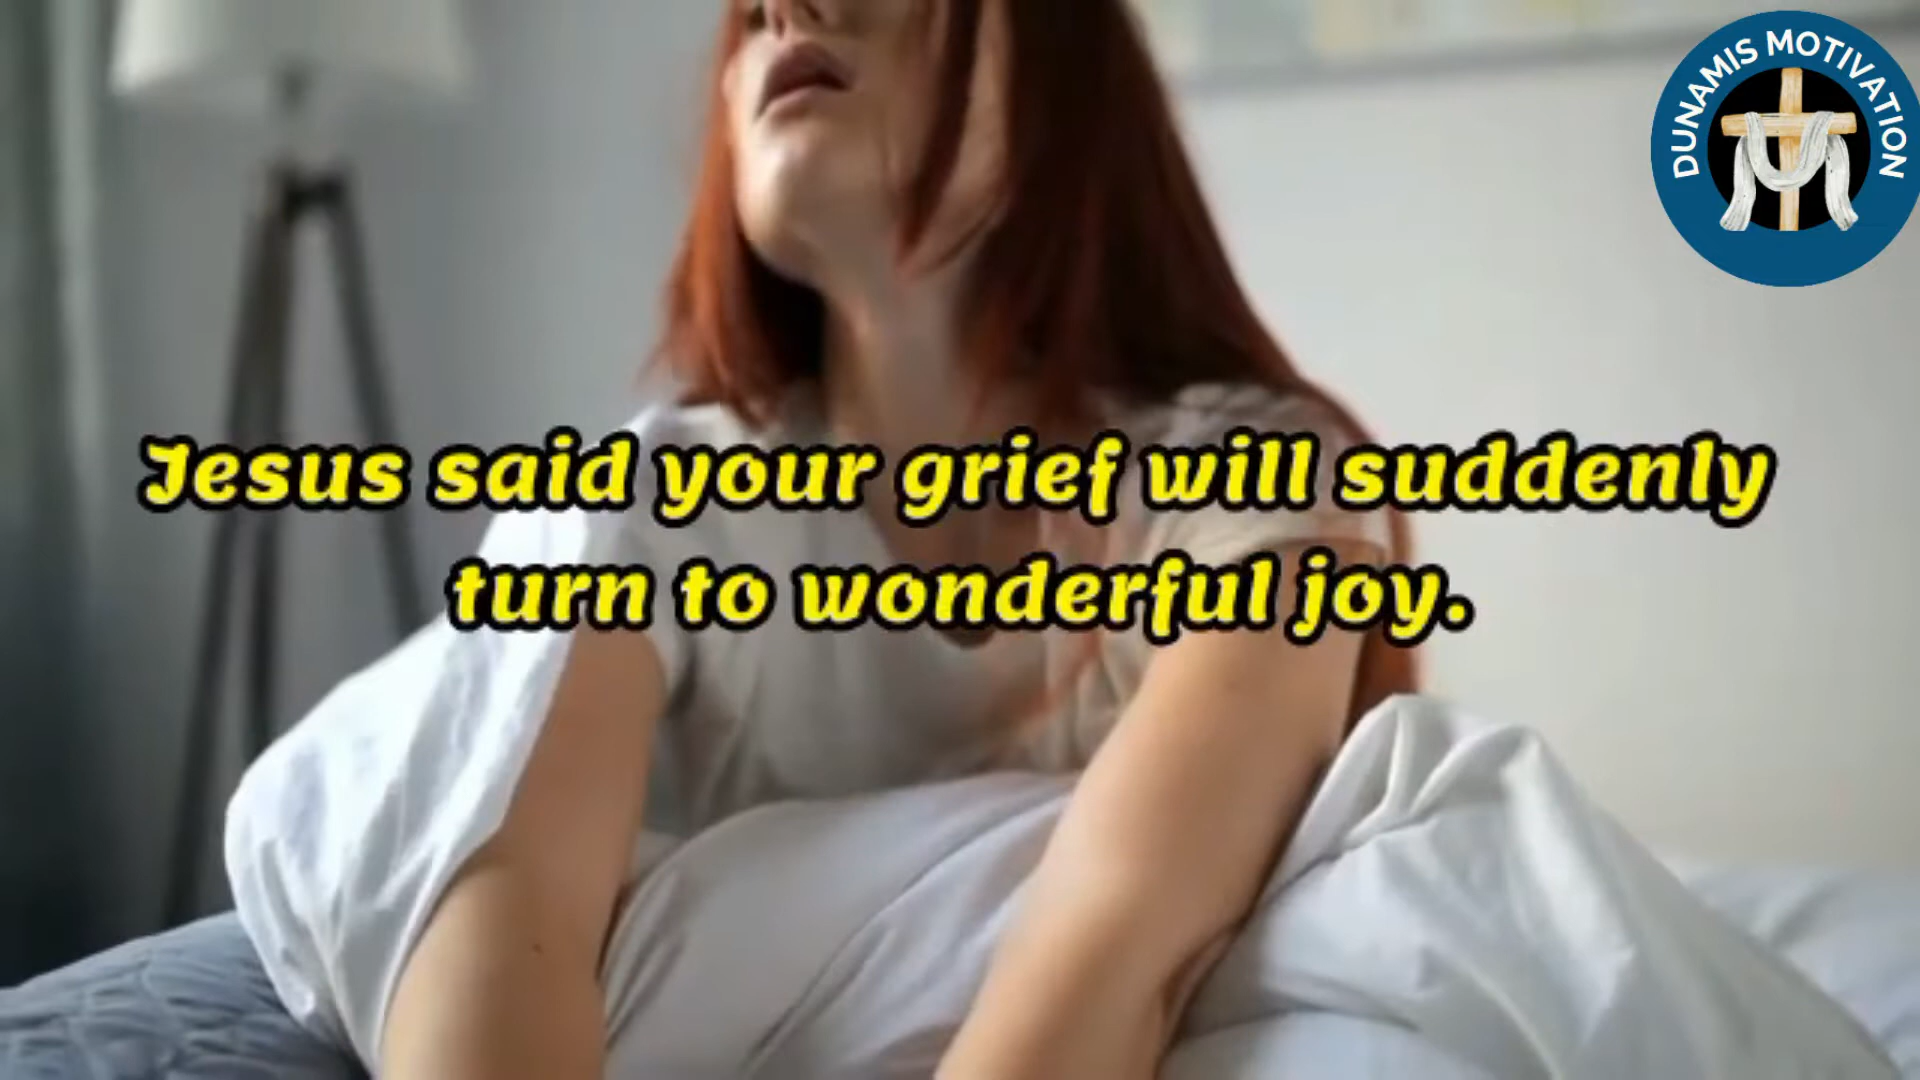 DUNAMIS MOTIVATION
Jesus said your grief will suddenly
turn to wonderful joy.